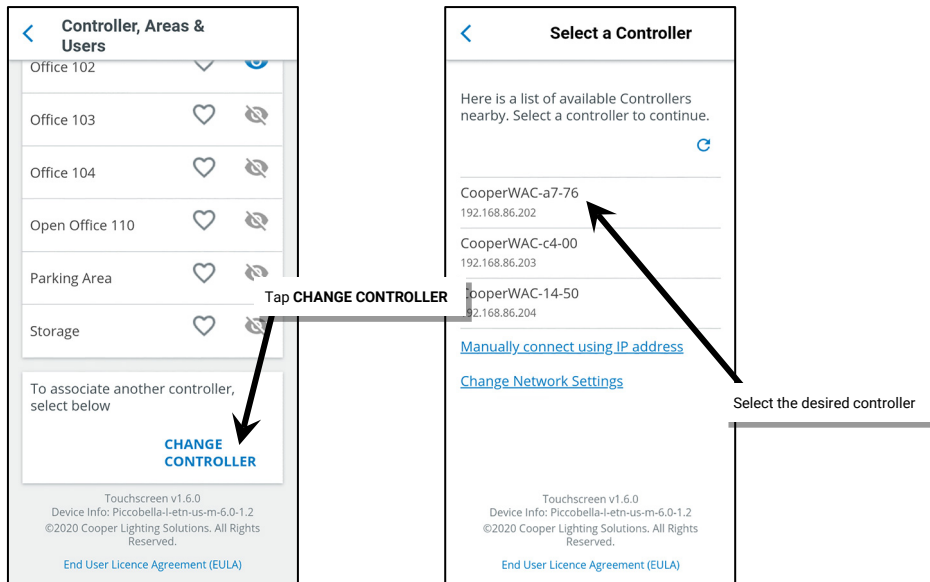 Controller, Areas &
Users
Office 102
Office 103
Office 104
Open Office 110
Parking Area
Storage
To associate another controller,
select below
CHANGE
CONTROLLER
Touchscreen v1.6.0
Device Info: Piccobella-I-etn-us-m-6.0-1.2
©2020 Cooper Lighting Solutions. All Rights
Reserved.
End User Licence Agreement (EULA)
Tap CHANGE CONTROLLER
Select a Controller
Here is a list of available Controllers
nearby. Select a controller to continue.
CooperWAC-a7-76
192.168.86.202
CooperWAC-c4-00
192.168.86.203
CooperWAC-14-50
192.168.86.204
Manually connect using IP address
Change Network Settings
Select the desired controller
Touchscreen v1.6.0
Device Info: Piccobella-I-etn-us-m-6.0-1.2
©2020 Cooper Lighting Solutions. All Rights
Reserved.
End User Licence Agreement (EULA)